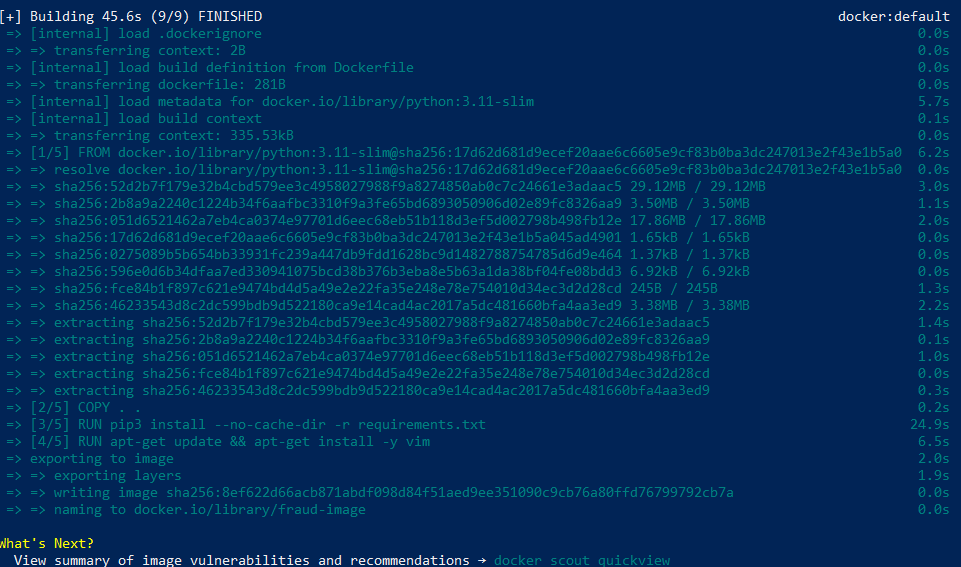 [+] Building 45.6s (9/9) FINISHED docker:default
=> [internal] load .dockerignore 0.0s
=> => transferring context: 2B 0.0s
=> [internal] load build definition from Dockerfile 0.0s
=> => transferring dockerfile: 281B 0.0s
=> [internal] load metadata for docker.io/library/python:3.11-slim 5.7s
=> [internal] load build context 0.1s
=> => transferring context: 335.53kB 0.0s
=> [1/5] FROM docker.io/library/python:3.11-slim@sha256:17d62d681d9ecef20aae6c6605e9cf83b0ba3dc247013e2f43e1b5a0 6.2s
=> => resolve docker.io/library/python:3.11-slim@sha256:17d62d681d9ecef20aae6c6605e9cf83b0ba3dc247013e2f43e1b5a0 0.0s
=> => sha256:52d2b7f179e32b4cbd579ee3c4958027988f9a8274850ab0c7c24661e3adaac5 29.12MB / 29.12MB 3.0s
=> => sha256:2b8a9a2240c1224b34f6aafbc3310f9a3fe65bd6893050906d02e89fc8326aa9 3.50MB / 3.50MB 1.1s
=> => sha256:051d6521462a7eb4ca0374e97701d6eec68eb51b118d3ef5d002798b498fb12e 17.86MB / 17.86MB 2.0s
=> => sha256:17d62d681d9ecef20aae6c6605e9cf83b0ba3dc247013e2f43e1b5a045ad4901 1.65kB / 1.65kB 0.0s
=> => sha256:0275089b5b654bb33931fc239a447db9fdd1628bc9d1482788754785d6d9e464 1.37kB / 1.37kB 0.0s
=> => sha256:596e0d6b34dfaa7ed330941075bcd38b376b3eba8e5b63a1da38bf04fe08bdd3 6.92kB / 6.92kB 0.0s
=> => sha256:fce84b1f897c621e9474bd4d5a49e2e22fa35e248e78e754010d34ec3d2d28cd 245B / 245B 1.3s
=> => sha256:46233543d8c2dc599bdb9d522180ca9e14cad4ac2017a5dc481660bfa4aa3ed9 3.38MB / 3.38MB 2.2s
=> => extracting sha256:52d2b7f179e32b4cbd579ee3c4958027988f9a8274850ab0c7c24661e3adaac5 1.4s
=> => extracting sha256:2b8a9a2240c1224b34f6aafbc3310f9a3fe65bd6893050906d02e89fc8326aa9 0.1s
=> => extracting sha256:051d6521462a7eb4ca0374e97701d6eec68eb51b118d3ef5d002798b498fb12e 1.0s
=> => extracting sha256:fce84b1f897c621e9474bd4d5a49e2e22fa35e248e78e754010d34ec3d2d28cd 0.0s
=> => extracting sha256:46233543d8c2dc599bdb9d522180ca9e14cad4ac2017a5dc481660bfa4aa3ed9 0.3s
=> [2/5] COPY . . 0.2s
=> [3/5] RUN pip3 install --no-cache-dir -r requirements.txt 24.9s
=> [4/5] RUN apt-get update && apt-get install -y vim 6.5s
=> exporting to image 2.0s
=> => exporting layers 1.9s
=> => writing image sha256:8ef622d66acb871abdf098d84f51aed9ee351090c9cb76a80ffd76799792cb7a 0.0s
=> => naming to docker.io/library/fraud-image 0.0s
What's Next?
View summary of image vulnerabilities and recommendations → docker scout quickview